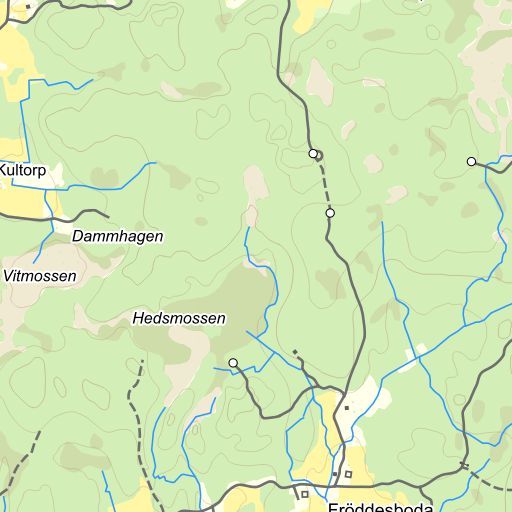 Kultorp
Dammhagen
Vitmossen
Hedsmossen
Fröddesboda